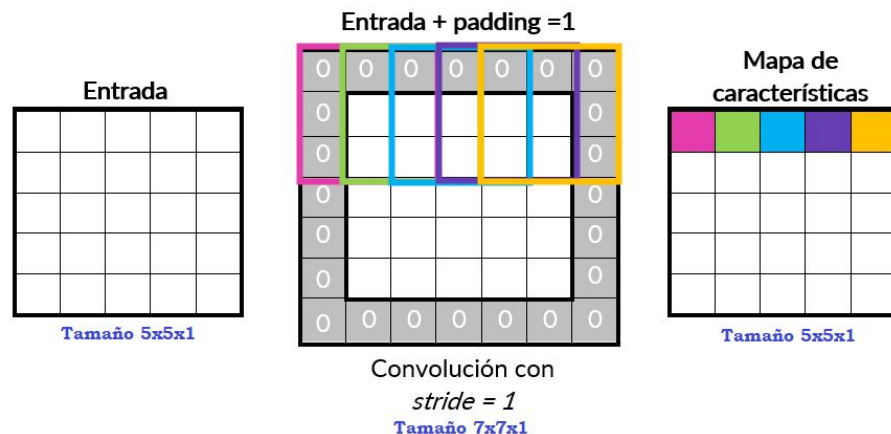 Entrada
Tamaño 5x5x1
Entrada + padding =1
0 0 0 0 0 0 0
0 0
0 0
0 0
0 0
0 0
0 0 0 0 0 0 0
Convolución con
stride = 1
Tamaño 7x7x1
Mapa de
características
Tamaño 5x5x1